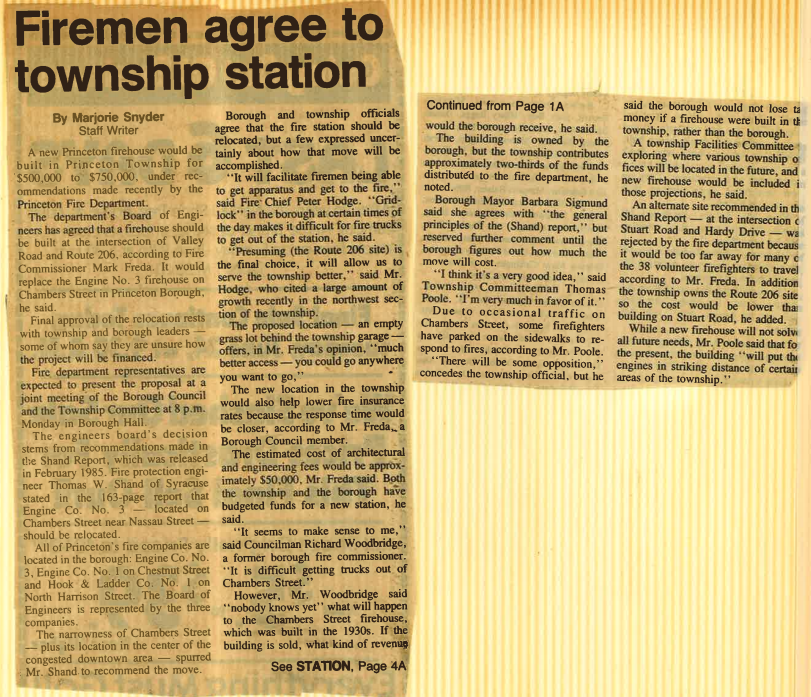 Firemen agree to
township station
By Marjorie Snyder
Staff Writer
A new Princeton firehouse would be
built in Princeton Township for
$500,000 to $750,000, under rec-
ommendations made recently by the
Princeton Fire Department.
The department's Board of Engi-
neers has agreed that a firehouse should
be built at the intersection of Valley
Road and Route 206, according to Fire
Commissioner Mark Freda. It would
replace the Engine No. 3 firehouse on
Chambers Street in Princeton Borough,
he said.
Final approval of the relocation rests
with township and borough leaders —
some of whom say they are unsure how
the project will be financed.
Fire department representatives are
expected to present the proposal at a
joint meeting of the Borough Council
and the Township Committee at 8 p.m.
Monday in Borough Hall.
The engineers board's decision
stems from recommendations made in
the Shand Report, which was released
in February 1985. Fire protection engi-
neer Thomas W. Shand of Syracuse
stated in the 163-page report that
Engine Co. No. 3 — located on
Chambers Street near Nassau Street —
should be relocated.
All of Princeton's fire companies are
located in the borough: Engine Co. No.
3, Engine Co. No. 1 on Chestnut Street
and Hook & Ladder Co. No. 1 on
North Harrison Street. The Board of
Engineers is represented by the three
companies.
The narrowness of Chambers Street
— plus its location in the center of the
congested downtown area — spurred
Mr. Shand to recommend the move.
Borough and township officials
agree that the fire station should be
relocated, but a few expressed uncer-
tainly about how that move will be
accomplished.
"It will facilitate firemen being able
to get apparatus and get to the fire,"
said Fire Chief Peter Hodge. "Grid-
lock" in the borough at certain times of
the day makes it difficult for fire trucks
to get out of the station, he said.
"Presuming (the Route 206 site) is
the final choice, it will allow us to
serve the township better," said Mr.
Hodge, who cited a large amount of
growth recently in the northwest sec-
tion of the township.
The proposed location — an empty
grass lot behind the township garage —
offers, in Mr. Freda's opinion, "much
better access — you could go anywhere
you want to go."
The new location in the township
would also help lower fire insurance
rates because the response time would
be closer, according to Mr. Freda, a
Borough Council member.
The estimated cost of architectural
and engineering fees would be approx-
imately $50,000, Mr. Freda said. Both
the township and the borough have
budgeted funds for a new station, he
said.
"It seems to make sense to me,"
said Councilman Richard Woodbridge,
a former borough fire commissioner.
"It is difficult getting trucks out of
Chambers Street."
However, Mr. Woodbridge said
"nobody knows yet" what will happen
to the Chambers Street firehouse,
which was built in the 1930s. If the
building is sold, what kind of revenue
See STATION, Page 4A
Continued from Page 1A
would the borough receive, he said.
The building is owned by the
borough, but the township contributes
approximately two-thirds of the funds
distributed to the fire department, he
noted.
Borough Mayor Barbara Sigmund
said she agrees with "the general
principles of the (Shand) report," but
reserved further comment until the
borough figures out how much the
move will cost.
"I think it's a very good idea," said
Township Committeeman Thomas
Poole. "I'm very much in favor of it."
Due to occasional traffic on
Chambers Street, some firefighters
have parked on the sidewalks to re-
spond to fires, according to Mr. Poole.
"There will be some opposition,"
concedes the township official, but he
said the borough would not lose
money if a firehouse were built in
township, rather than the borough.
A township Facilities Committee
exploring where various township
fices will be located in the future, and
new firehouse would be included
those projections, he said.
An alternate site recommended in
Shand Report — at the intersection
Stuart Road and Hardy Drive —
rejected by the fire department
it would be too far away for many
the 38 volunteer firefighters to travel
according to Mr. Freda. In addition
the township owns the Route 206 site
so the cost would be lower
building on Stuart Road, he added.
While a new firehouse will not
all future needs, Mr. Poole said that
the present, the building "will put
engines in striking distance of certain
areas of the township."